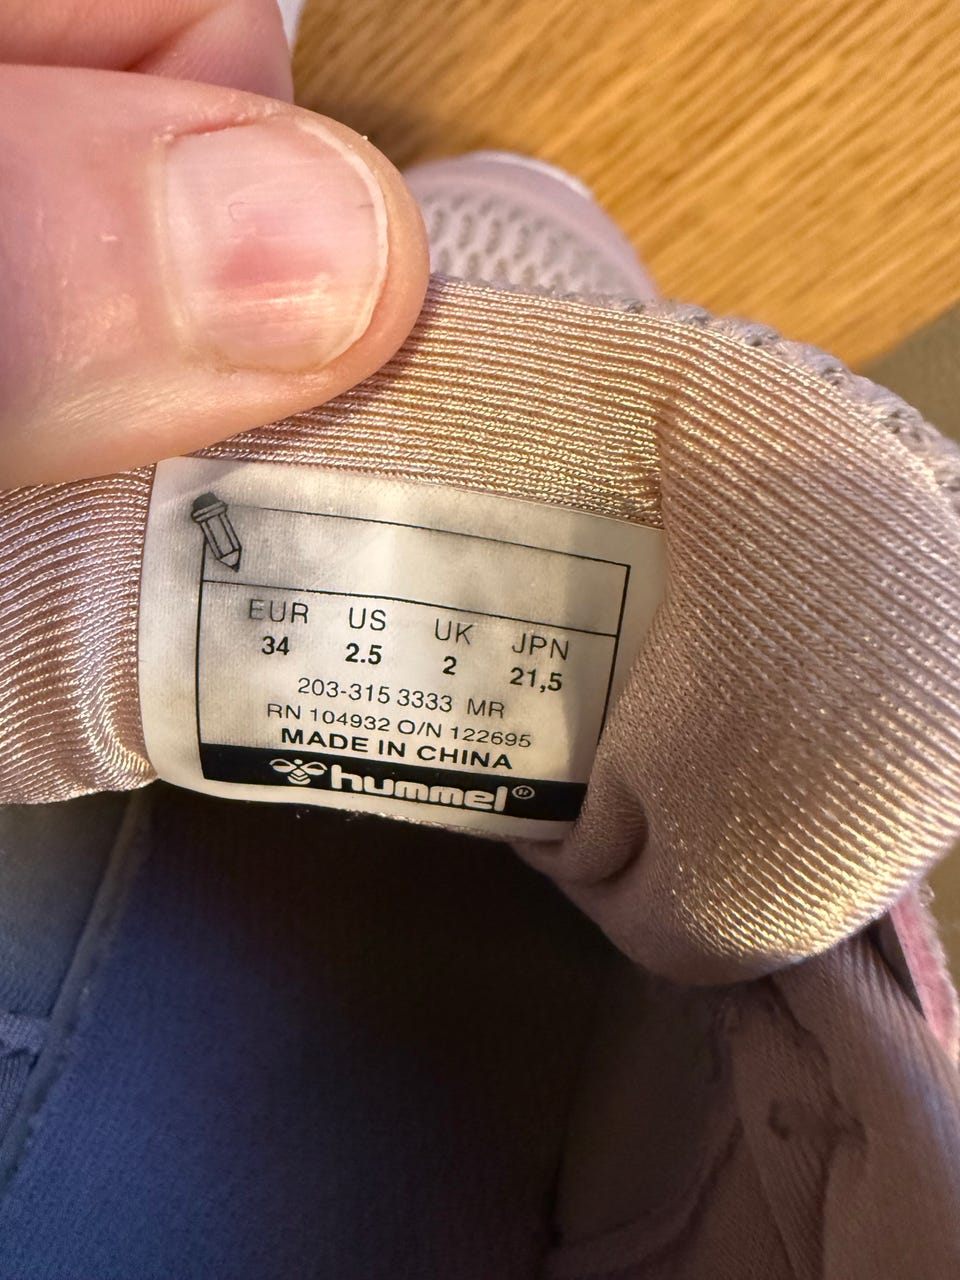 EUR US UK JPN
34 2.5 2 21,5
203-315 3333 MR
RN 104932 O/N 122695
MADE IN CHINA
hummel®